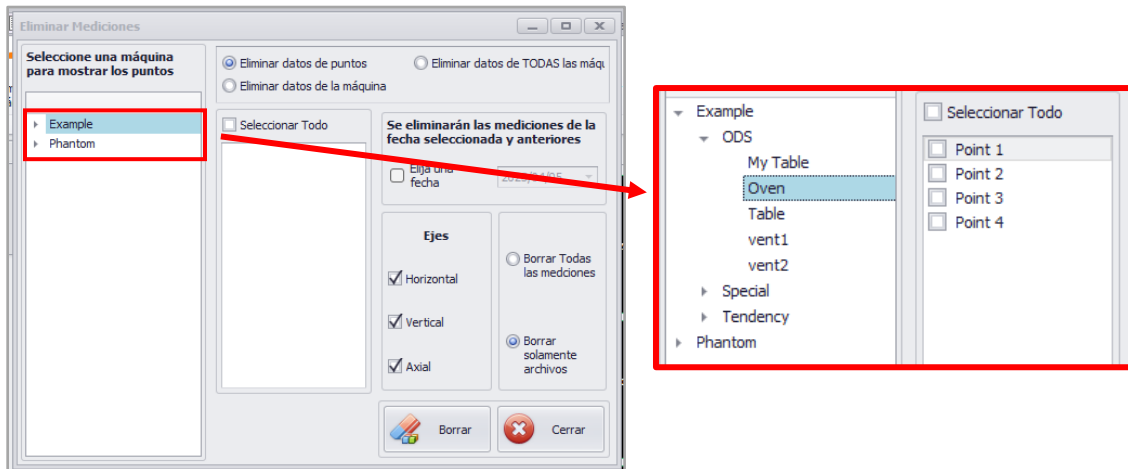 Eliminar Mediciones
Seleccione una máquina
para mostrar los puntos
Example
Phantom
Eliminar datos de puntos
Eliminar datos de TODAS las máqu
Eliminar datos de la máquina
Seleccionar Todo
Se eliminarán las mediciones de la
fecha seleccionada y anteriores
Elija una
fecha
Ejes
Horizontal
Vertical
Axial
Borrar Todas
las medciones
Borrar
solamente
archivos
Borrar
Cerrar
Example
ODS
My Table
Oven
Table
vent1
vent2
Special
Tendency
Phantom
Seleccionar Todo
Point 1
Point 2
Point 3
Point 4